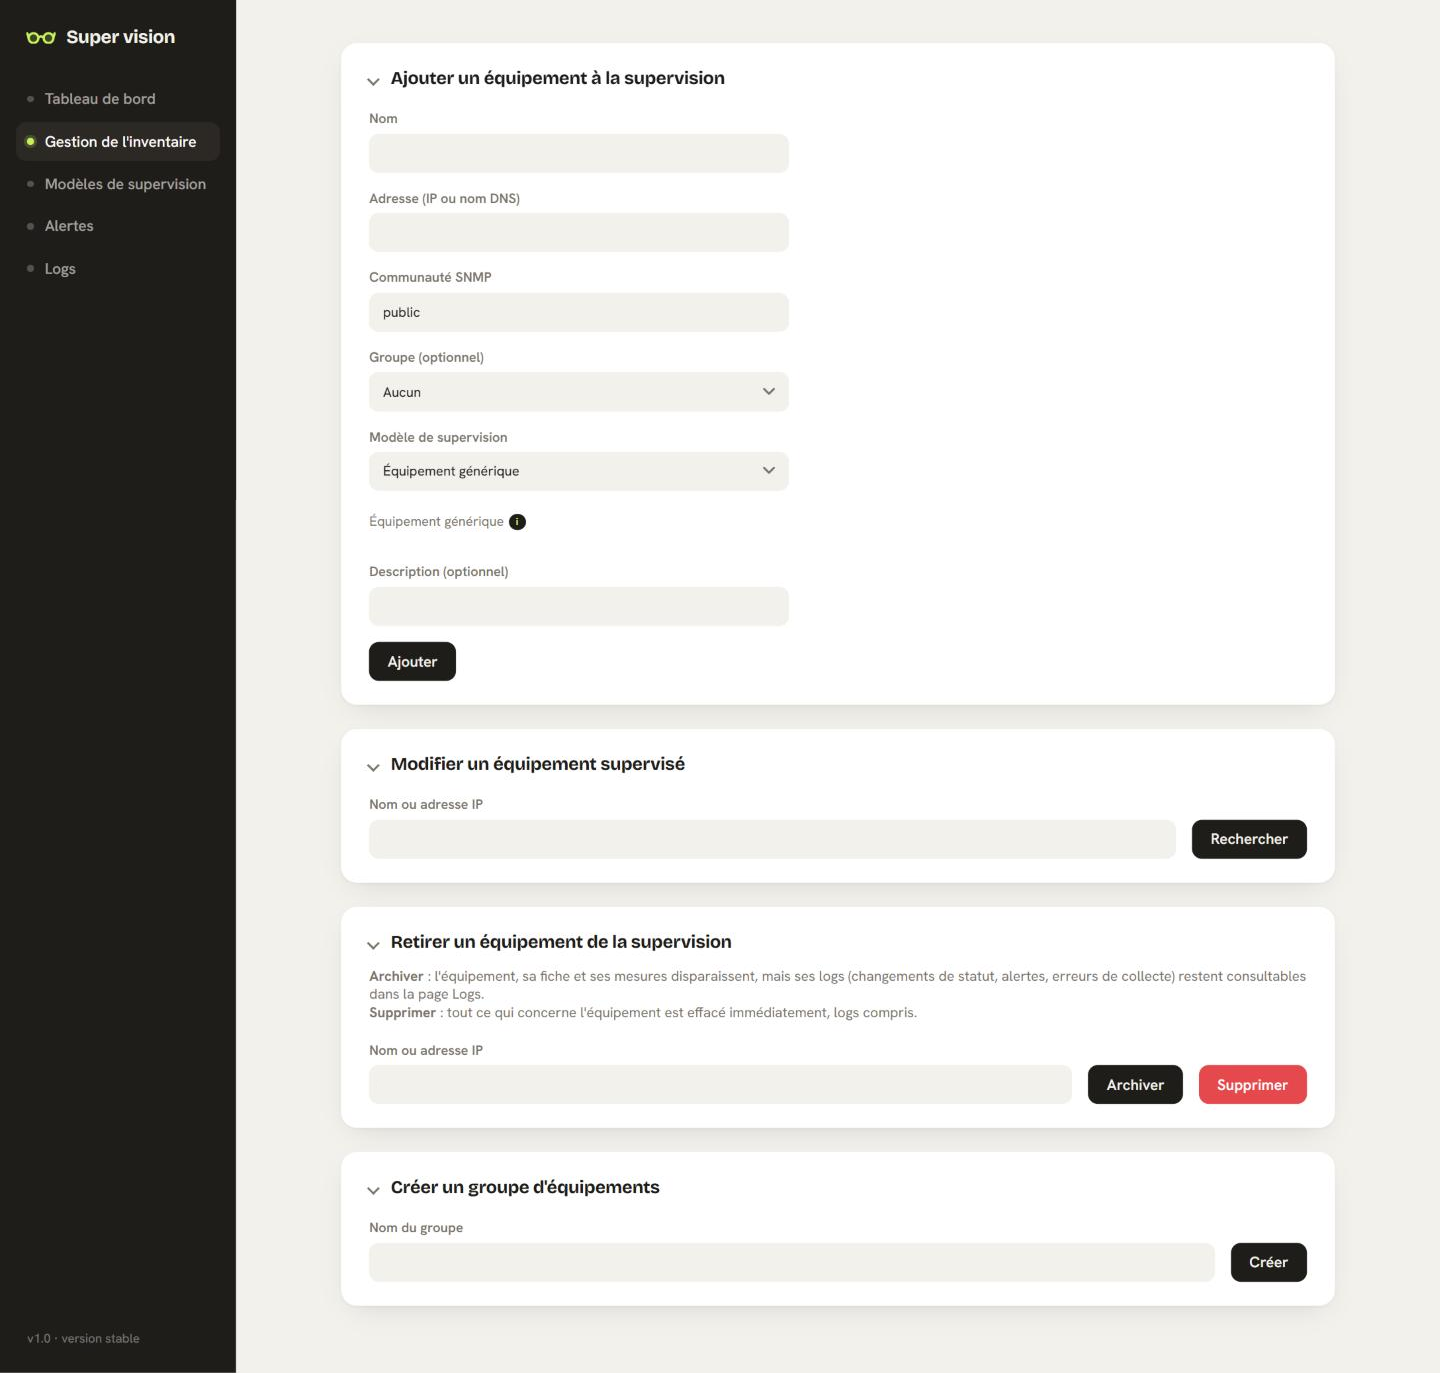 Super vision
Tableau de bord
Gestion de l'inventaire
Modèles de supervision
Alertes
Logs
Ajouter un équipement à la supervision
Nom
Adresse (IP ou nom DNS)
Communauté SNMP
public
Groupe (optionnel)
Aucun
Modèle de supervision
Équipement générique
Équipement générique i
Description (optionnel)
Ajouter
Modifier un équipement supervisé
Nom ou adresse IP
Rechercher
Retirer un équipement de la supervision
Archiver : l'équipement, sa fiche et ses mesures disparaissent, mais ses logs (changements de statut, alertes, erreurs de collecte) restent consultables
dans la page Logs.
Supprimer : tout ce qui concerne l'équipement est effacé immédiatement, logs compris.
Nom ou adresse IP
Archiver
Supprimer
Créer un groupe d'équipements
Nom du groupe
Créer
v1.0 · version stable